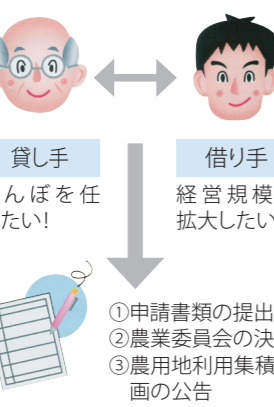 貸し手
借り手
んぼを任
たい!
経営規模
拡大したい
①申請書類の提出
②農業委員会の決
③農用地利用集積
画の公告